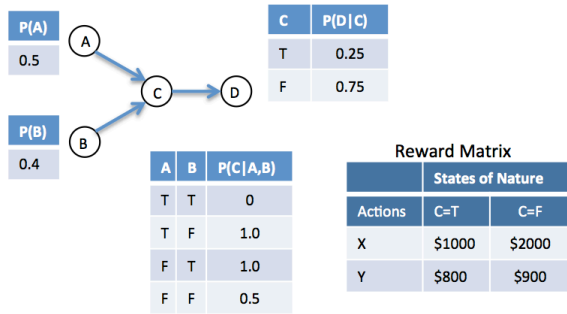 P(A)
0.5
A
P(B)
0.4
B
C
D
C P(D|C)
T 0.25
F 0.75
A B P(C|A,B)
T T 0
T F 1.0
F T 1.0
F F 0.5
Reward Matrix
States of Nature
Actions C=T C=F
X $1000 $2000
Y $800 $900